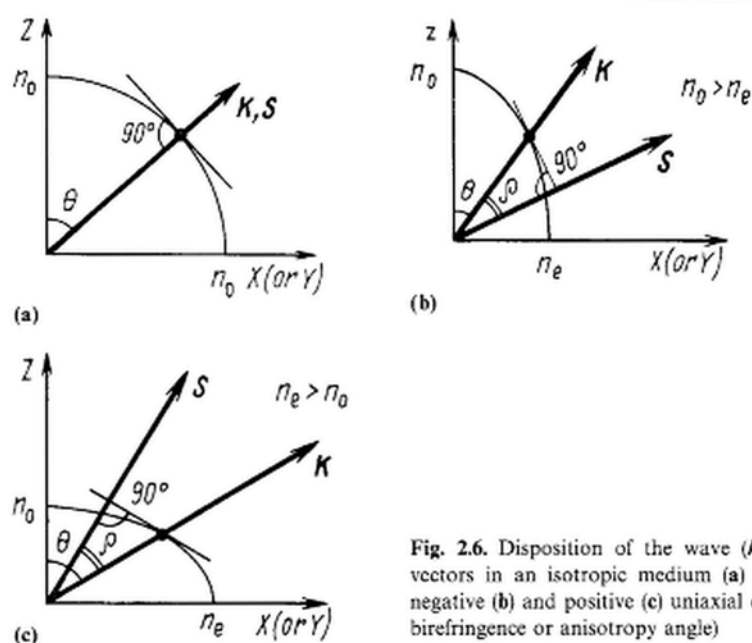 Z
n₀
90°
K,S
θ
n₀ X(or Y)
(a)
Z
n₀
K
n₀ > nₑ
90°
S
θ ρ
nₑ X(or Y)
(b)
Z
S
nₑ > n₀
K
90°
n₀
θ ρ
nₑ X(or Y)
(c)
Fig. 2.6. Disposition of the wave
vectors in an isotropic medium (a)
negative (b) and positive (c) uniaxial
birefringence or anisotropy angle)